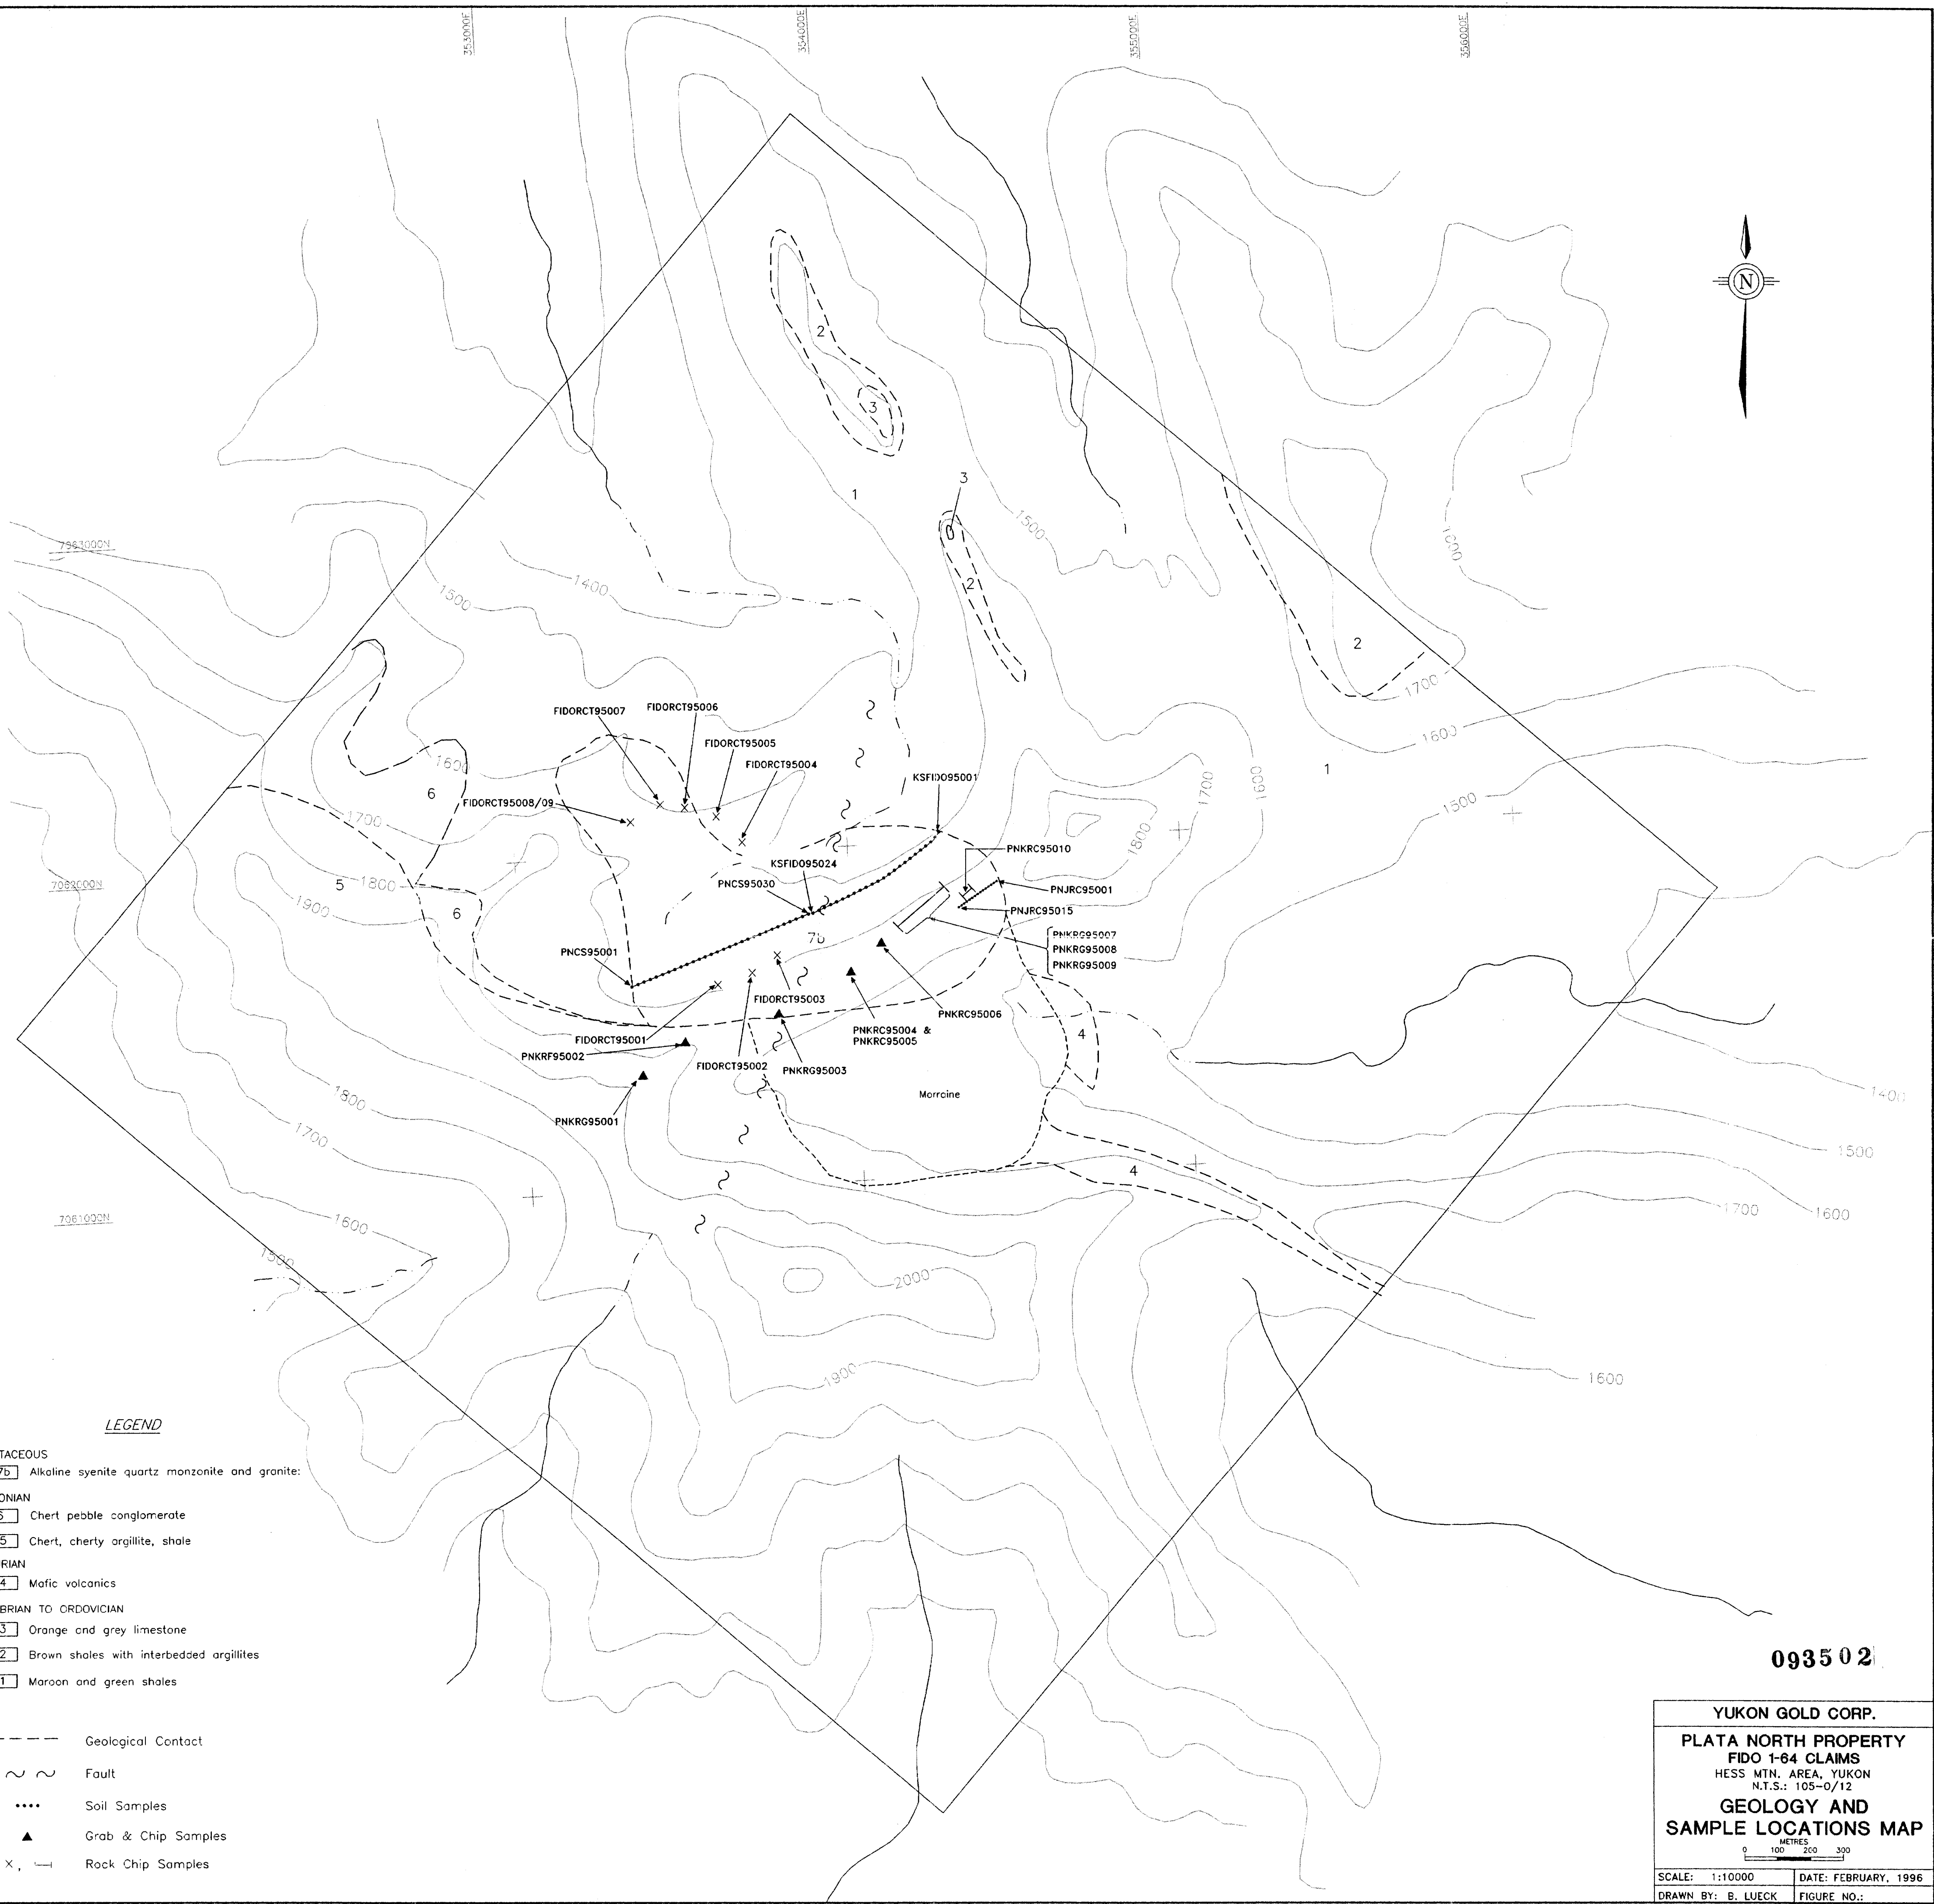 353000E
354000E
355000E
356000E
N
2
3
1
3
1500
1600
7063000N
1400
1500
2
2
1700
FIDORCT95007
FIDORCT95006
1600
FIDORCT95005
1600
FIDORCT95004
1
KSFIDO95001
1700
1600
6
FIDORCT95008/09
1500
1700
1800
PNKRC95010
KSFIDO95024
7062000N
5
1800
PNCS95030
PNJRC95001
1900
6
PNJRC95015
7b
PNKRG95007
PNKRG95008
PNKRG95009
PNCS95001
FIDORCT95003
PNKRC95006
PNKRC95004 &
PNKRC95005
4
FIDORCT95001
PNKRF95002
FIDORCT95002
PNKRG95003
1800
Morraine
1400
PNKRG95001
1700
1500
4
7061000N
1600
1700
1600
1500
2000
1900
1600
LEGEND
TACEOUS
7b Alkaline syenite quartz monzonite and granite:
ONIAN
6 Chert pebble conglomerate
5 Chert, cherty argillite, shale
RIAN
4 Mafic volcanics
BRIAN TO ORDOVICIAN
3 Orange and grey limestone
2 Brown shales with interbedded argillites
1 Maroon and green shales
Geological Contact
Fault
Soil Samples
Grab & Chip Samples
×, Rock Chip Samples
093502
YUKON GOLD CORP.
PLATA NORTH PROPERTY
FIDO 1-64 CLAIMS
HESS MTN. AREA, YUKON
N.T.S.: 105-O/12
GEOLOGY AND
SAMPLE LOCATIONS MAP
METRES
0 100 200 300
SCALE: 1:10000
DATE: FEBRUARY, 1996
DRAWN BY: B. LUECK
FIGURE NO.: